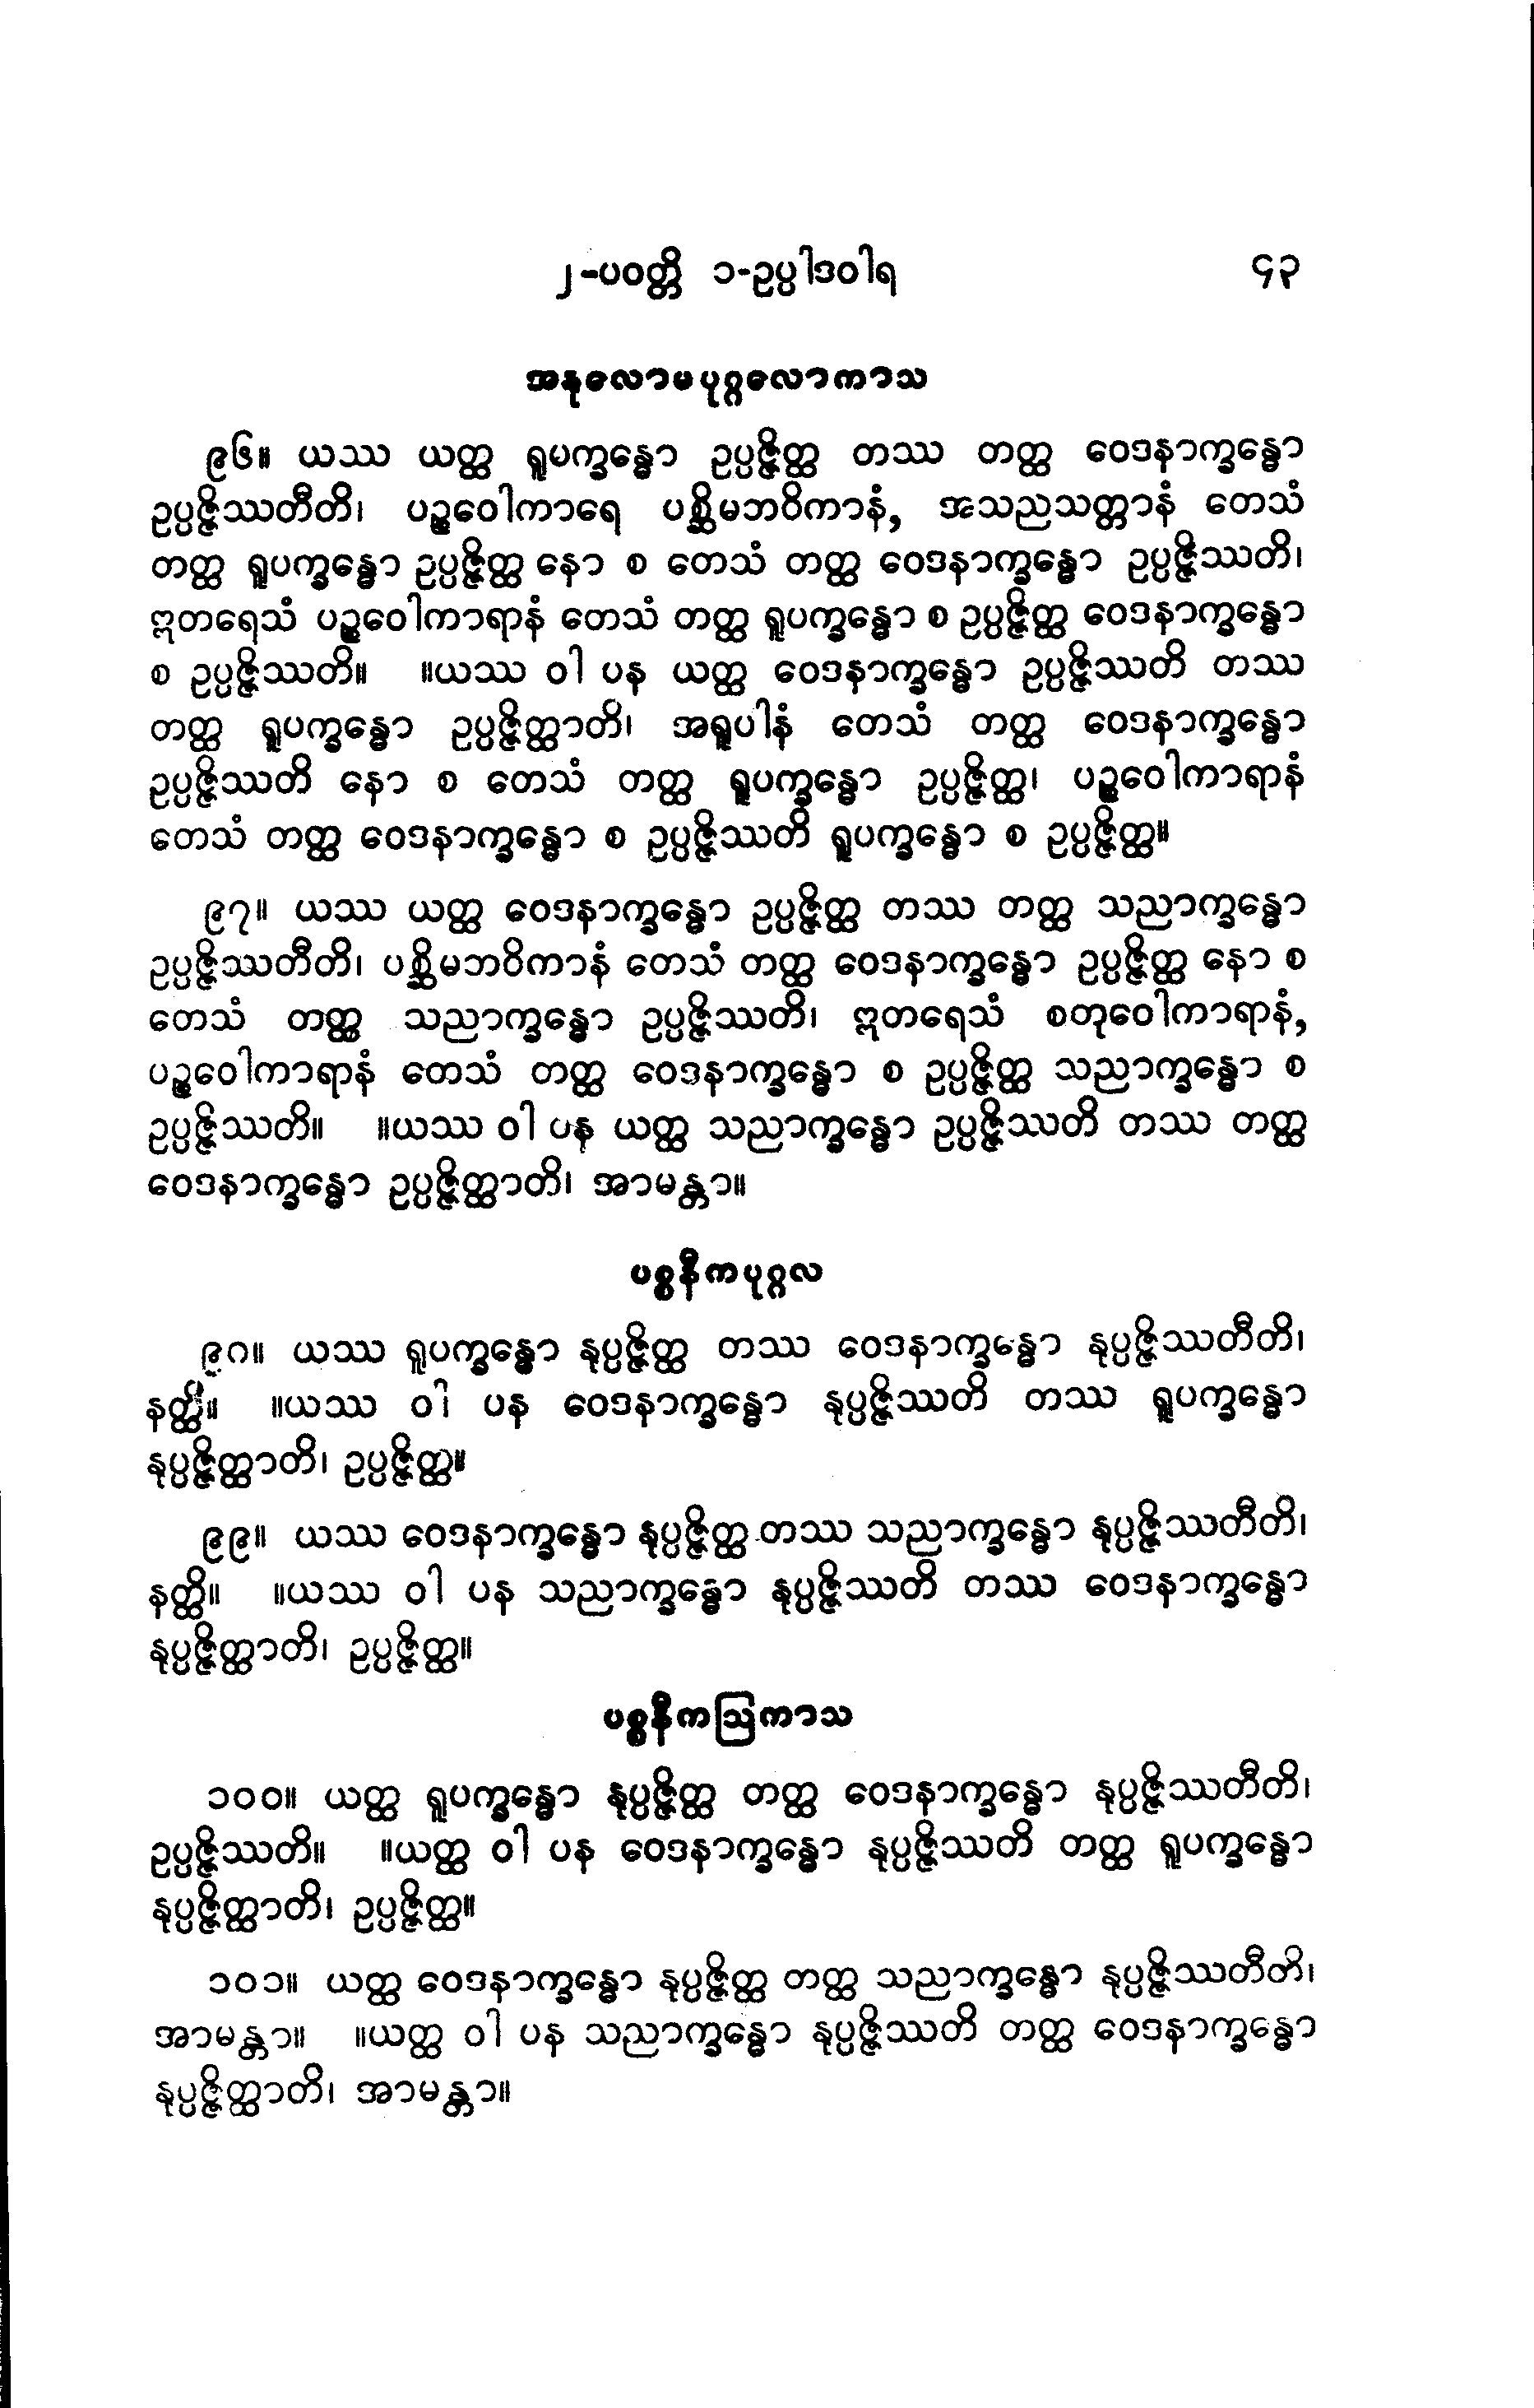 ၂-ပဝတ္တိ ၁-ဥပ္ပါဒဝါရ ၄၃
အနုလောမပုဂ္ဂလောကာသ
၉၆။ ယဿ ယတ္ထ ရူပက္ခန္ဓော ဥပ္ပဇ္ဇိတ္ထ တဿ တတ္ထ ဝေဒနာက္ခန္ဓော
ဥပ္ပဇ္ဇိဿတီတိ၊ ပဉ္စဝေါကာရေ ပစ္ဆိမဘဝိကာနံ, အသညသတ္တာနံ တေသံ
တတ္ထ ရူပက္ခန္ဓော ဥပ္ပဇ္ဇိတ္ထ နော စ တေသံ တတ္ထ ဝေဒနာက္ခန္ဓော ဥပ္ပဇ္ဇိဿတိ၊
ဣတရေသံ ပဉ္စဝေါကာရာနံ တေသံ တတ္ထ ရူပက္ခန္ဓော စ ဥပ္ပဇ္ဇိတ္ထ ဝေဒနာက္ခန္ဓော
စ ဥပ္ပဇ္ဇိဿတိ။ ။ယဿ ဝါ ပန ယတ္ထ ဝေဒနာက္ခန္ဓော ဥပ္ပဇ္ဇိဿတိ တဿ
တတ္ထ ရူပက္ခန္ဓော ဥပ္ပဇ္ဇိတ္ထာတိ၊ အရူပါနံ တေသံ တတ္ထ ဝေဒနာက္ခန္ဓော
ဥပ္ပဇ္ဇိဿတိ နော စ တေသံ တတ္ထ ရူပက္ခန္ဓော ဥပ္ပဇ္ဇိတ္ထ၊ ပဉ္စဝေါကာရာနံ
တေသံ တတ္ထ ဝေဒနာက္ခန္ဓော စ ဥပ္ပဇ္ဇိဿတိ ရူပက္ခန္ဓော စ ဥပ္ပဇ္ဇိတ္ထ။
၉၇။ ယဿ ယတ္ထ ဝေဒနာက္ခန္ဓော ဥပ္ပဇ္ဇိတ္ထ တဿ တတ္ထ သညာက္ခန္ဓော
ဥပ္ပဇ္ဇိဿတီတိ၊ ပစ္ဆိမဘဝိကာနံ တေသံ တတ္ထ ဝေဒနာက္ခန္ဓော ဥပ္ပဇ္ဇိတ္ထ နော စ
တေသံ တတ္ထ သညာက္ခန္ဓော ဥပ္ပဇ္ဇိဿတိ၊ ဣတရေသံ စတုဝေါကာရာနံ,
ပဉ္စဝေါကာရာနံ တေသံ တတ္ထ ဝေဒနာက္ခန္ဓော စ ဥပ္ပဇ္ဇိတ္ထ သညာက္ခန္ဓော စ
ဥပ္ပဇ္ဇိဿတိ။ ။ယဿ ဝါ ပန ယတ္ထ သညာက္ခန္ဓော ဥပ္ပဇ္ဇိဿတိ တဿ တတ္ထ
ဝေဒနာက္ခန္ဓော ဥပ္ပဇ္ဇိတ္ထာတိ၊ အာမန္တာ။
ပစ္စနီကပုဂ္ဂလ
၉၈။ ယဿ ရူပက္ခန္ဓော နုပ္ပဇ္ဇိတ္ထ တဿ ဝေဒနာက္ခန္ဓော နုပ္ပဇ္ဇိဿတီတိ၊
နတ္ထိ။ ။ယဿ ဝါ ပန ဝေဒနာက္ခန္ဓော နုပ္ပဇ္ဇိဿတိ တဿ ရူပက္ခန္ဓော
နုပ္ပဇ္ဇိတ္ထာတိ၊ ဥပ္ပဇ္ဇိတ္ထ။
၉၉။ ယဿ ဝေဒနာက္ခန္ဓော နုပ္ပဇ္ဇိတ္ထ တဿ သညာက္ခန္ဓော နုပ္ပဇ္ဇိဿတီတိ၊
နတ္ထိ။ ။ယဿ ဝါ ပန သညာက္ခန္ဓော နုပ္ပဇ္ဇိဿတိ တဿ ဝေဒနာက္ခန္ဓော
နုပ္ပဇ္ဇိတ္ထာတိ၊ ဥပ္ပဇ္ဇိတ္ထ။
ပစ္စနီကဩကာသ
၁၀၀။ ယတ္ထ ရူပက္ခန္ဓော နုပ္ပဇ္ဇိတ္ထ တတ္ထ ဝေဒနာက္ခန္ဓော နုပ္ပဇ္ဇိဿတီတိ၊
ဥပ္ပဇ္ဇိဿတိ။ ။ယတ္ထ ဝါ ပန ဝေဒနာက္ခန္ဓော နုပ္ပဇ္ဇိဿတိ တတ္ထ ရူပက္ခန္ဓော
နုပ္ပဇ္ဇိတ္ထာတိ၊ ဥပ္ပဇ္ဇိတ္ထ။
၁၀၁။ ယတ္ထ ဝေဒနာက္ခန္ဓော နုပ္ပဇ္ဇိတ္ထ တတ္ထ သညာက္ခန္ဓော နုပ္ပဇ္ဇိဿတီတိ၊
အာမန္တာ။ ။ယတ္ထ ဝါ ပန သညာက္ခန္ဓော နုပ္ပဇ္ဇိဿတိ တတ္ထ ဝေဒနာက္ခန္ဓော
နုပ္ပဇ္ဇိတ္ထာတိ၊ အာမန္တာ။